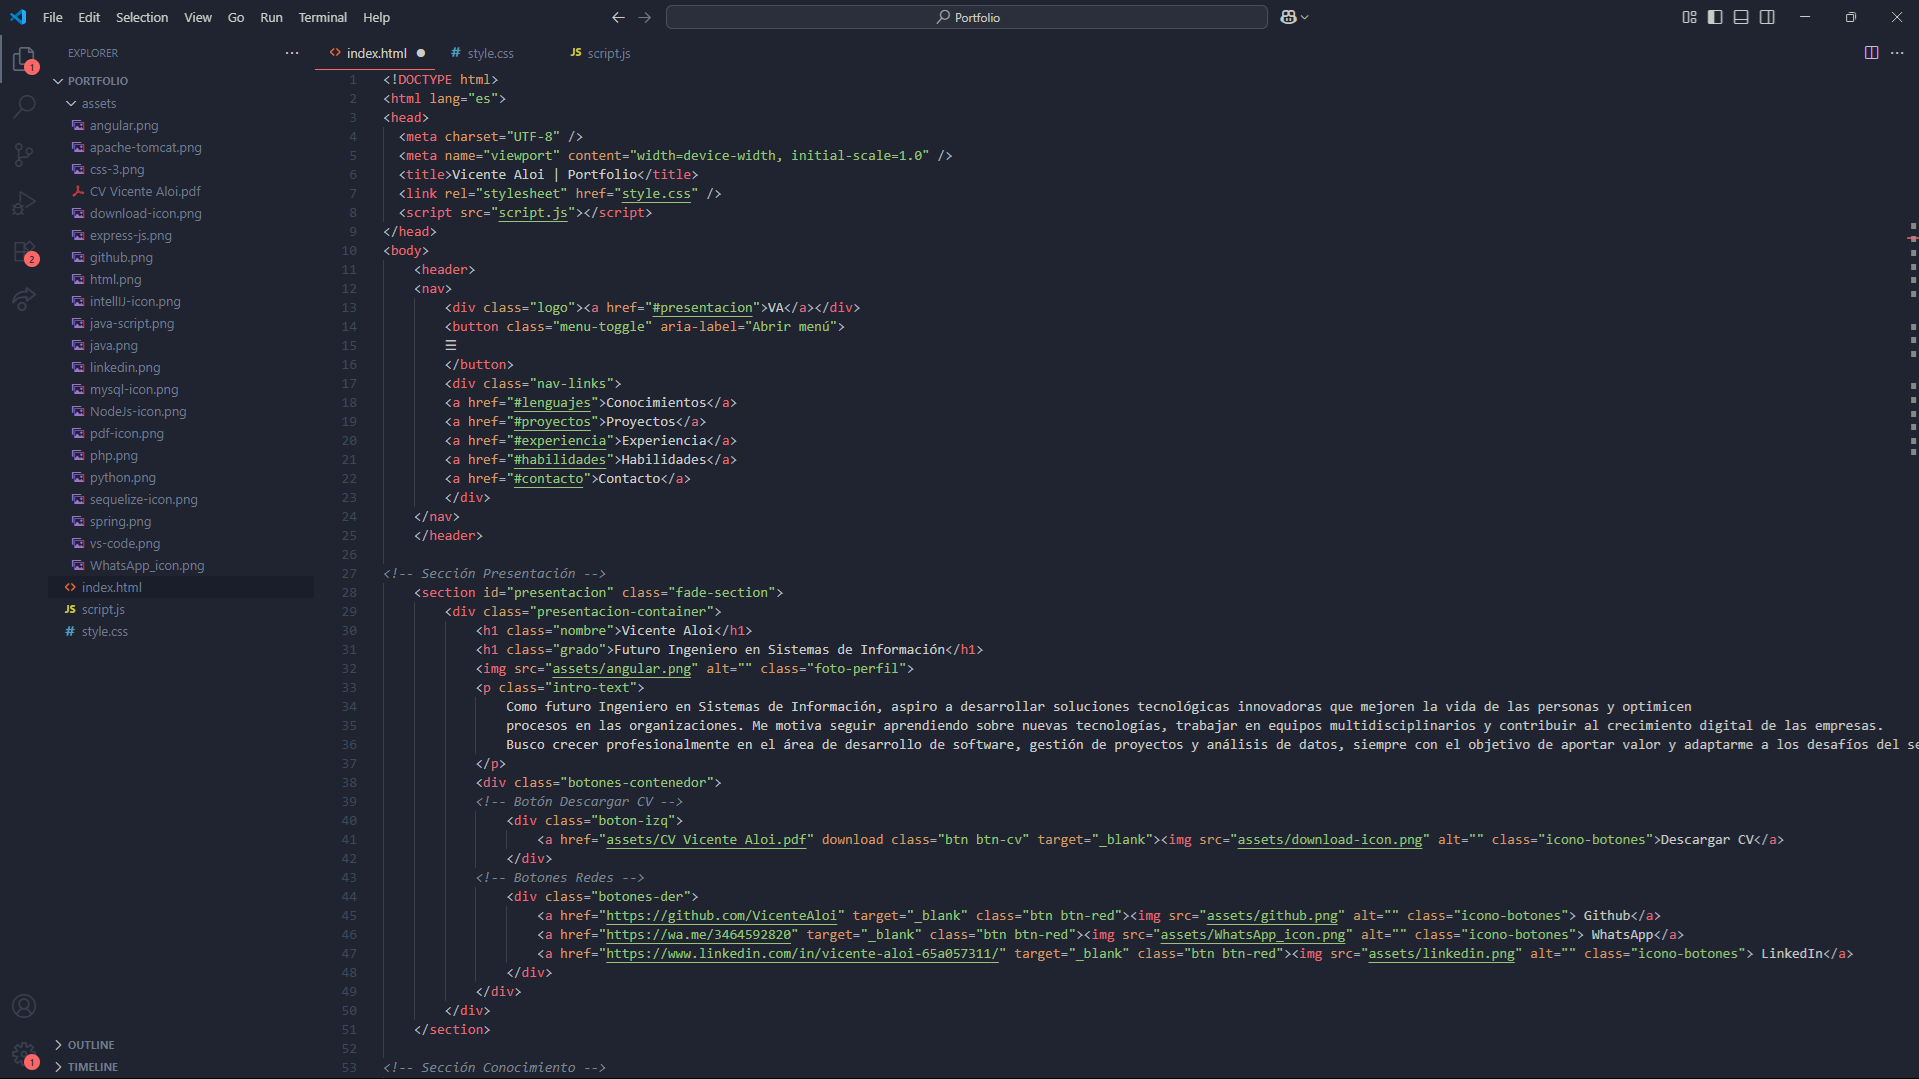 File Edit Selection View Go Run Terminal Help
Portfolio
EXPLORER
index.html
style.css
JS script.js
1
2
1
PORTFOLIO
assets
angular.png
apache-tomcat.png
css-3.png
CV Vicente Aloi.pdf
download-icon.png
express-js.png
github.png
html.png
intellIJ-icon.png
java-script.png
java.png
linkedin.png
mysql-icon.png
NodeJs-icon.png
pdf-icon.png
php.png
python.png
sequelize-icon.png
spring.png
vs-code.png
WhatsApp_icon.png
index.html
JS script.js
# style.css
OUTLINE
TIMELINE
1 <!DOCTYPE html>
2 <html lang="es">
3 <head>
4 <meta charset="UTF-8" />
5 <meta name="viewport" content="width=device-width, initial-scale=1.0" />
6 <title>Vicente Aloi | Portfolio</title>
7 <link rel="stylesheet" href="style.css" />
8 <script src="script.js"></script>
9 </head>
10 <body>
11 <header>
12 <nav>
13 <div class="logo"><a href="#presentacion">VA</a></div>
14 <button class="menu-toggle" aria-label="Abrir menú">
15 ☰
16 </button>
17 <div class="nav-links">
18 <a href="#lenguajes">Conocimientos</a>
19 <a href="#proyectos">Proyectos</a>
20 <a href="#experiencia">Experiencia</a>
21 <a href="#habilidades">Habilidades</a>
22 <a href="#contacto">Contacto</a>
23 </div>
24 </nav>
25 </header>
26
27 <!-- Sección Presentación -->
28 <section id="presentacion" class="fade-section">
29 <div class="presentacion-container">
30 <h1 class="nombre">Vicente Aloi</h1>
31 <h1 class="grado">Futuro Ingeniero en Sistemas de Información</h1>
32 <img src="assets/angular.png" alt="" class="foto-perfil">
33 <p class="intro-text">
34 Como futuro Ingeniero en Sistemas de Información, aspiro a desarrollar soluciones tecnológicas innovadoras que mejoren la vida de las personas y optimicen
35 procesos en las organizaciones. Me motiva seguir aprendiendo sobre nuevas tecnologías, trabajar en equipos multidisciplinarios y contribuir al crecimiento digital de las empresas.
36 Busco crecer profesionalmente en el área de desarrollo de software, gestión de proyectos y análisis de datos, siempre con el objetivo de aportar valor y adaptarme a los desafíos del se
37 </p>
38 <div class="botones-contenedor">
39 <!-- Botón Descargar CV -->
40 <div class="boton-izq">
41 <a href="assets/CV Vicente Aloi.pdf" download class="btn btn-cv" target="_blank"><img src="assets/download-icon.png" alt="" class="icono-botones">Descargar CV</a>
42 </div>
43 <!-- Botones Redes -->
44 <div class="botones-der">
45 <a href="https://github.com/VicenteAloi" target="_blank" class="btn btn-red"><img src="assets/github.png" alt="" class="icono-botones"> Github</a>
46 <a href="https://wa.me/3464592820" target="_blank" class="btn btn-red"><img src="assets/WhatsApp_icon.png" alt="" class="icono-botones"> WhatsApp</a>
47 <a href="https://www.linkedin.com/in/vicente-aloi-65a057311/" target="_blank" class="btn btn-red"><img src="assets/linkedin.png" alt="" class="icono-botones"> LinkedIn</a>
48 </div>
49 </div>
50 </div>
51 </section>
52
53 <!-- Sección Conocimiento -->